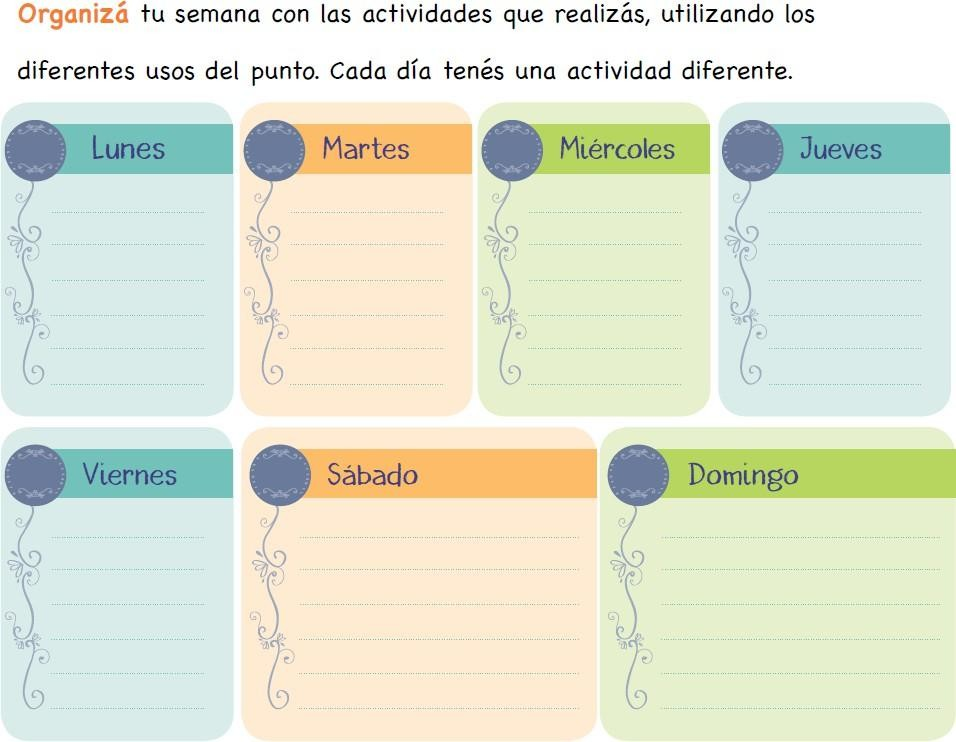 Organizá tu semana con las actividades que realizás, utilizando los
diferentes usos del punto. Cada día tenés una actividad diferente.
Lunes
Martes
Miércoles
Jueves
Viernes
Sábado
Domingo